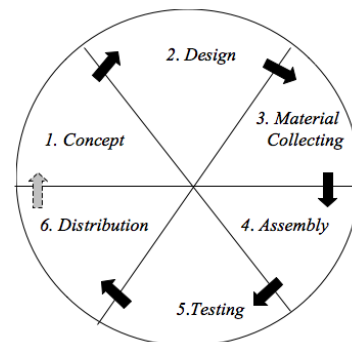 2. Design
1. Concept
3. Material
Collecting
6. Distribution
4. Assembly
5.Testing